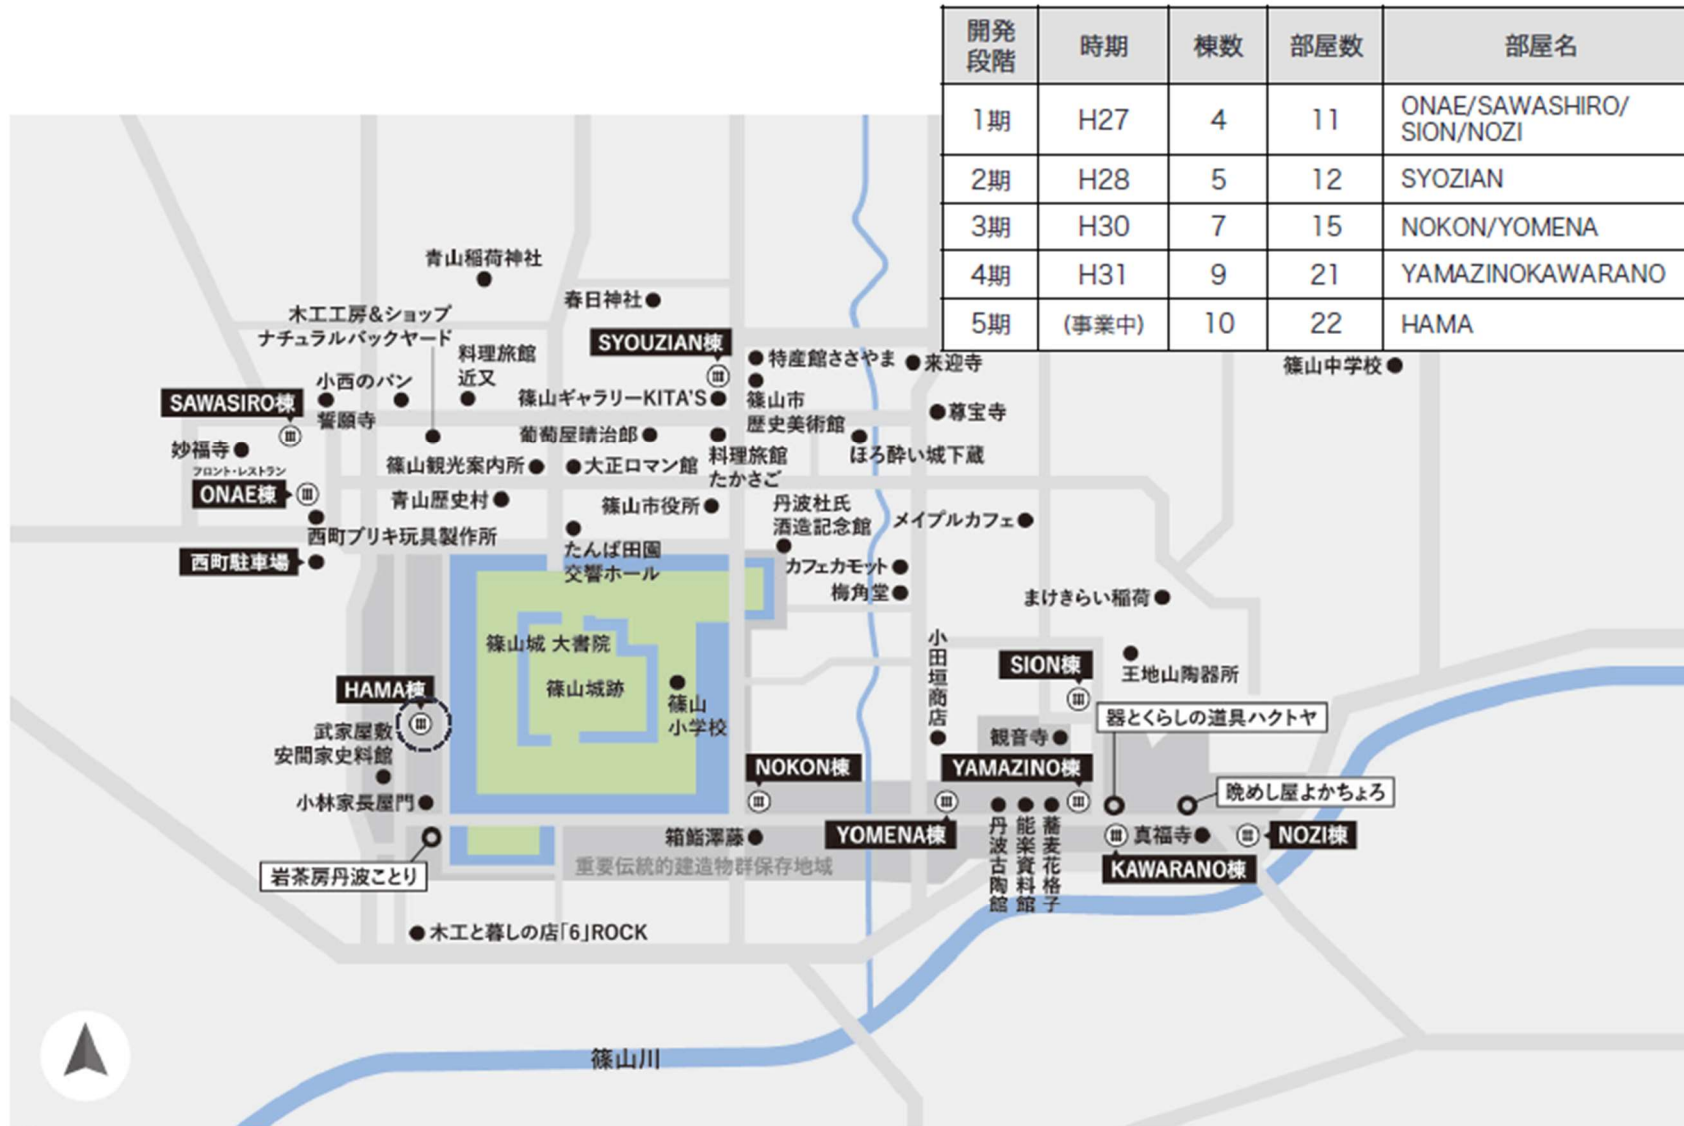 開発
段階
時期
棟数
部屋数
部屋名
1期
H27
4
11
ONAE/SAWASHIRO/
SION/NOZI
2期
H28
5
12
SYOZIAN
3期
H30
7
15
NOKON/YOMENA
4期
H31
9
21
YAMAZINOKAWARANO
5期
(事業中)
10
22
HAMA
青山稲荷神社
春日神社
木工工房&ショップ
ナチュラルバックヤード
料理旅館
近又
SYOUZIAN棟
特産館ささやま
来迎寺
篠山中学校
小西のパン
誓願寺
SAWASIRO棟
篠山ギャラリーKITA'S
篠山市
歴史美術館
尊宝寺
妙福寺
葡萄屋晴治郎
料理旅館
たかさご
ほろ酔い城下蔵
フロント・レストラン
ONAE棟
篠山観光案内所
大正ロマン館
青山歴史村
篠山市役所
丹波杜氏
酒造記念館
メイプルカフェ
西町ブリキ玩具製作所
たんば田園
交響ホール
西町駐車場
カフェカモット
梅角堂
まけきらい稲荷
篠山城 大書院
篠山城跡
篠山
小学校
小田垣商店
SION棟
王地山陶器所
HAMA棟
武家屋敷
安間家史料館
器とくらしの道具ハクトヤ
観音寺
NOKON棟
YAMAZINO棟
晩めし屋よかちょろ
小林家長屋門
箱鮨澤藤
YOMENA棟
丹波古陶館
能楽資料館
蕎麦花格子
真福寺
NOZI棟
KAWARANO棟
岩茶房丹波ことり
重要伝統的建造物群保存地域
木工と暮しの店「6」ROCK
篠山川